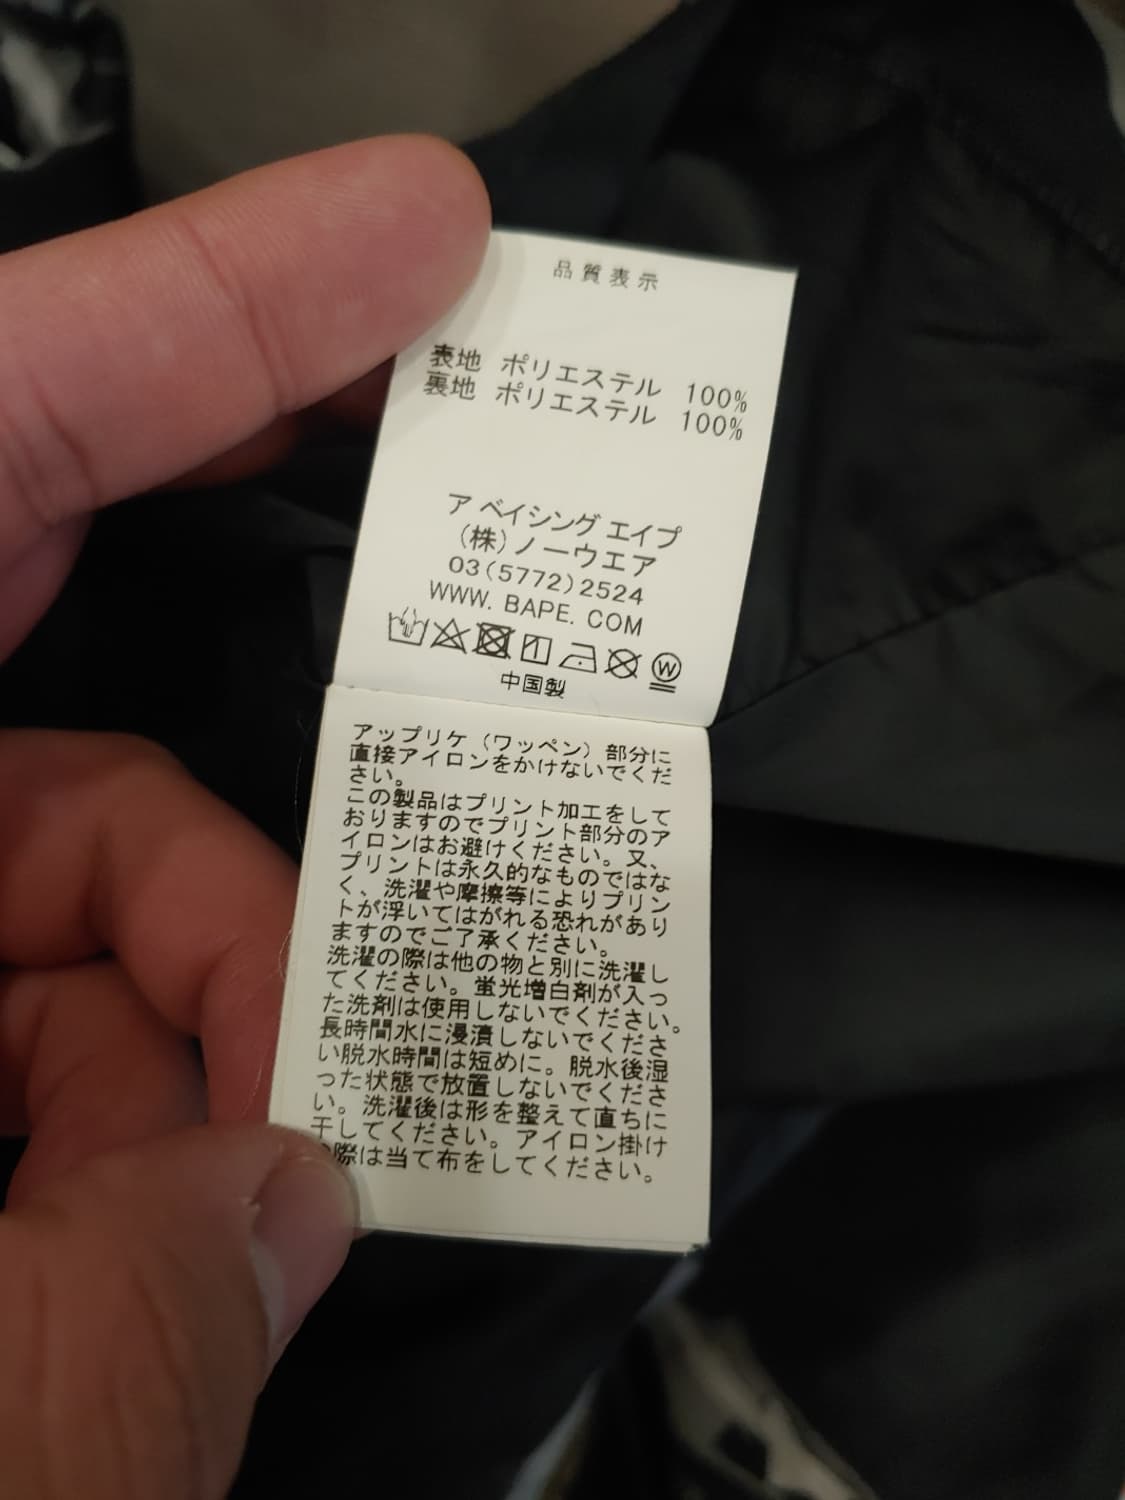 品質表示
表地 ポリエステル 100%
裏地 ポリエステル 100%
ア ベイシング エイプ
(株)ノーウエア
03(5772)2524
WWW. BAPE. COM
W
中国製
アップリケ（ワッペン）部分に
直接アイロンをかけないでくだ
さい。
この製品はプリント加工をして
おりますのでプリント部分のア
イロンはお避けください。又、
プリントは永久的なものではな
く、洗濯や摩擦等によりプリン
トが浮いてはがれる恐れがあり
ますのでご了承ください。
洗濯の際は他の物と別に洗濯し
てください。蛍光増白剤が入っ
た洗剤は使用しないでください。
長時間水に浸漬しないでくださ
い脱水時間は短めに。脱水後湿
った状態で放置しないでくださ
い。洗濯後は形を整えて直ちに
干してください。アイロン掛け
際は当て布をしてください。